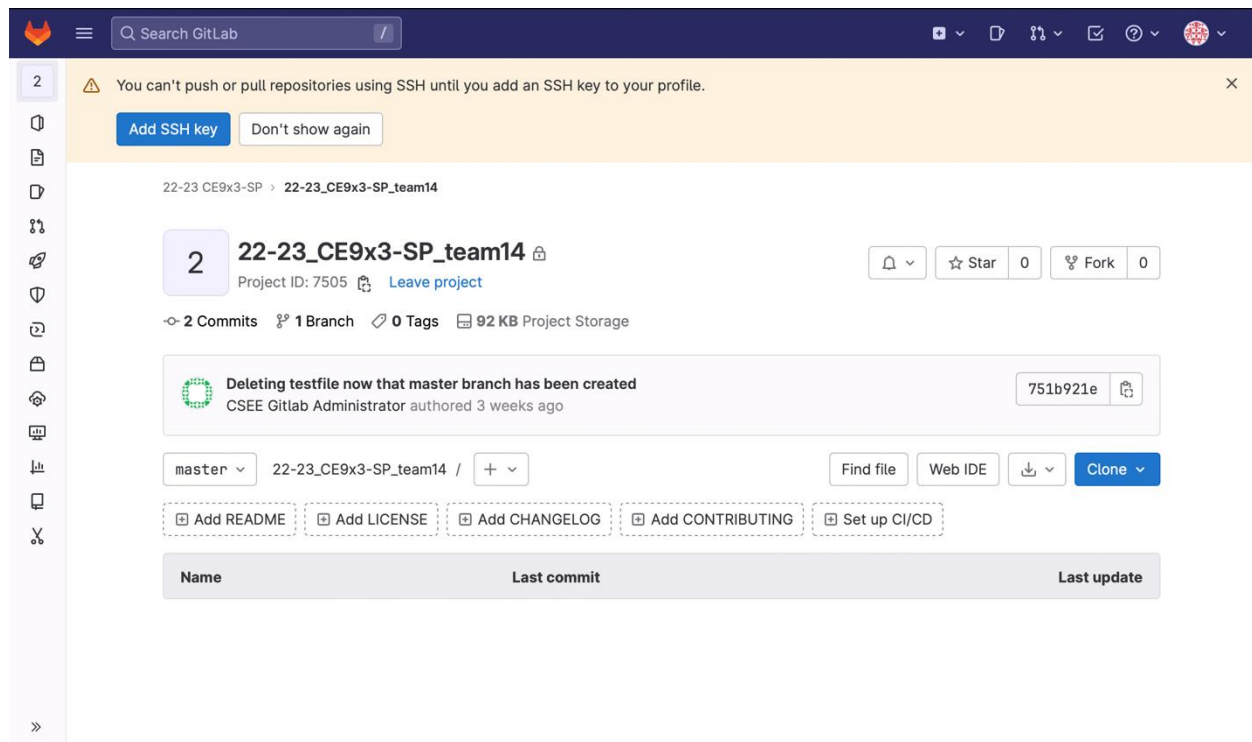 Search GitLab /
2
You can't push or pull repositories using SSH until you add an SSH key to your profile.
Add SSH key Don't show again
22-23 CE9x3-SP > 22-23_CE9x3-SP_team14
2
22-23_CE9x3-SP_team14
Project ID: 7505 Leave project
Star 0 Fork 0
2 Commits 1 Branch 0 Tags 92 KB Project Storage
Deleting testfile now that master branch has been created
CSEE Gitlab Administrator authored 3 weeks ago
751b921e
master 22-23_CE9x3-SP_team14 / Find file Web IDE Clone
Add README Add LICENSE Add CHANGELOG Add CONTRIBUTING Set up CI/CD
Name Last commit Last update